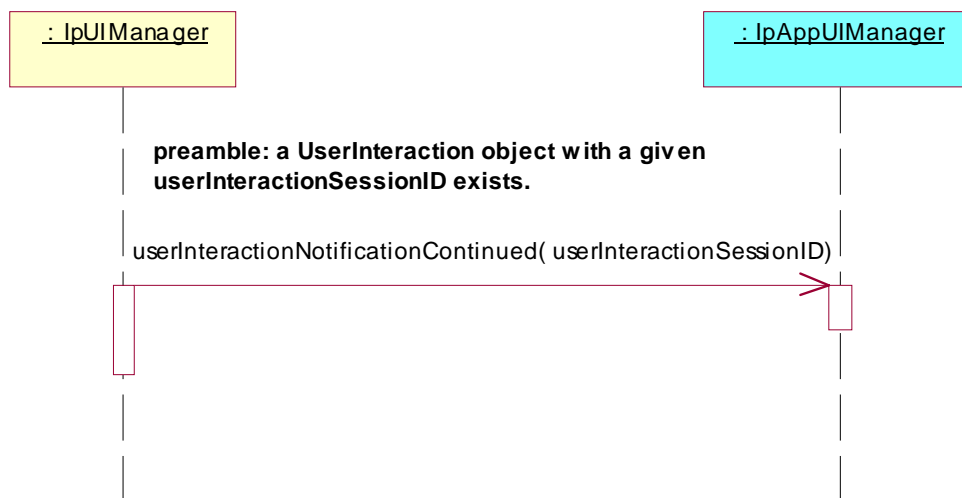 : IpUIManager
: IpAppUIManager
preamble: a UserInteraction object with a given
userInteractionSessionID exists.
userInteractionNotificationContinued( userInteractionSessionID)